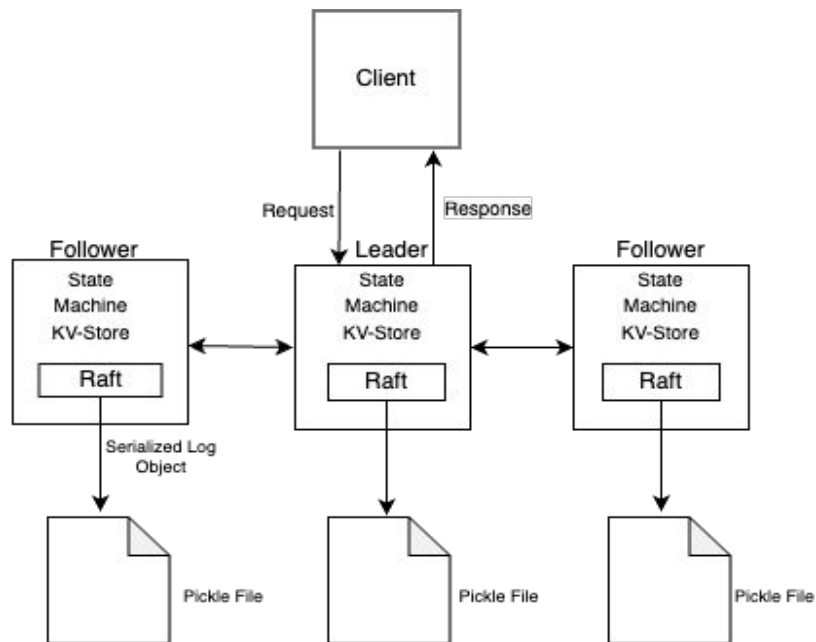 Client
Request
Response
Follower
Leader
Follower
State
Machine
KV-Store
State
Machine
KV-Store
State
Machine
KV-Store
Raft
Raft
Raft
Serialized Log
Object
Pickle File
Pickle File
Pickle File